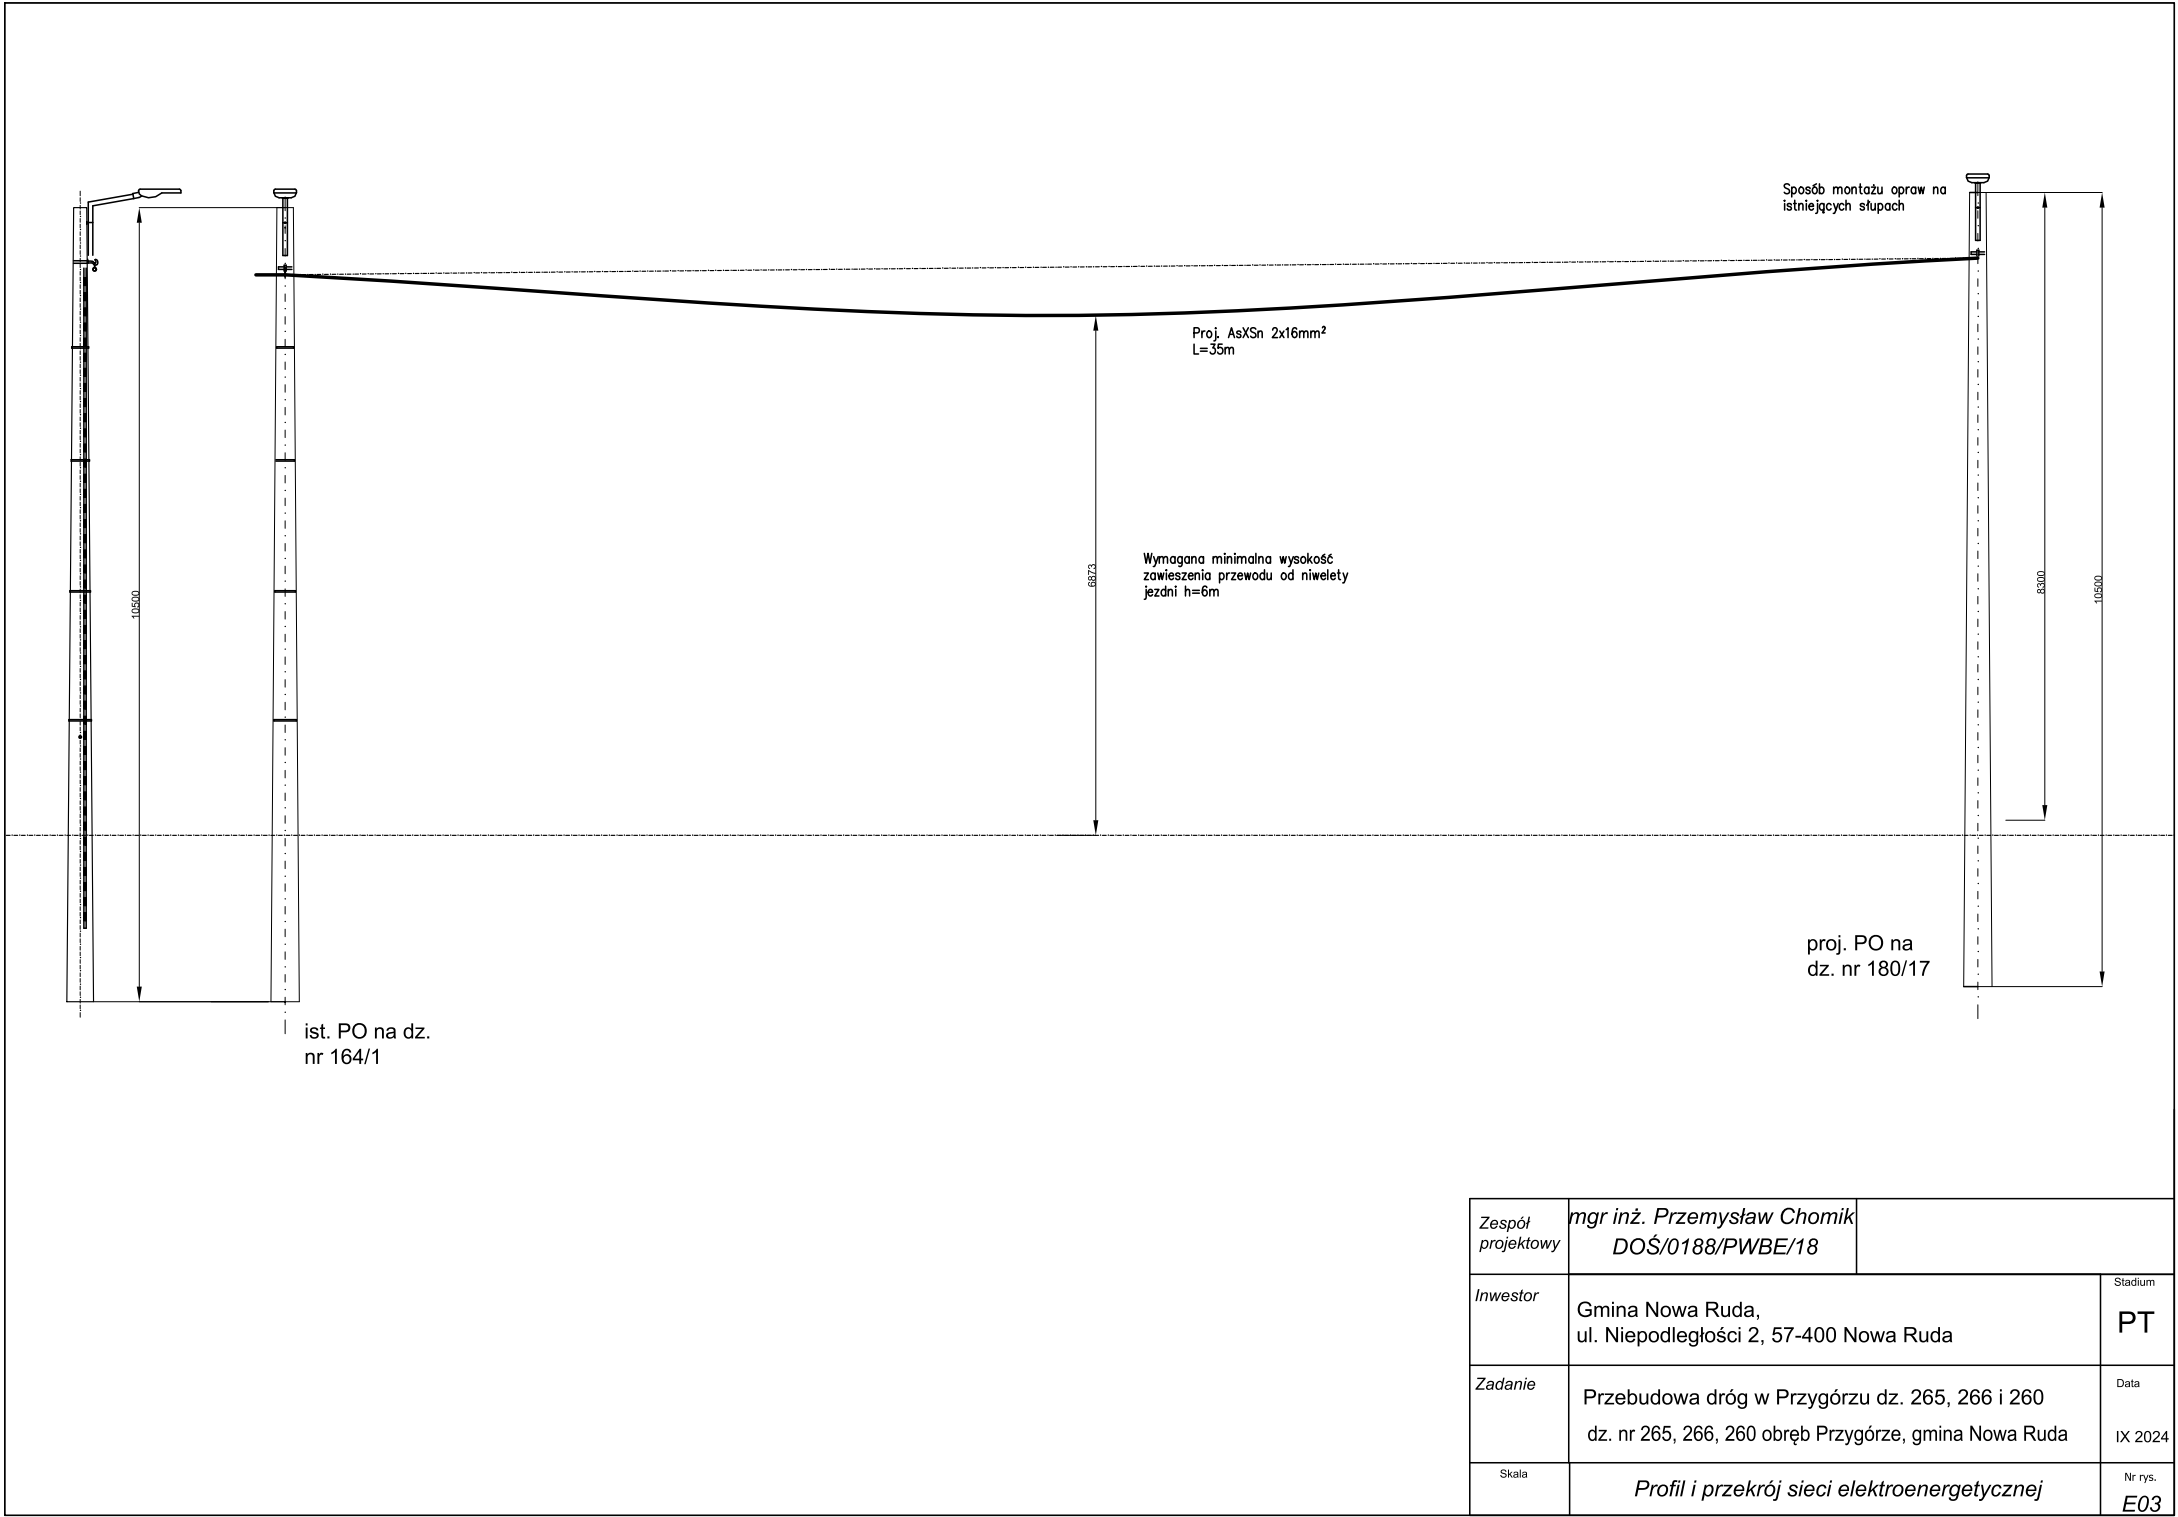 Sposób montażu opraw na
istniejących słupach
Proj. AsXSn 2x16mm²
L=35m
Wymagana minimalna wysokość
zawieszenia przewodu od niwelety
jezdni h=6m
10500
6873
8300
10500
proj. PO na
dz. nr 180/17
ist. PO na dz.
nr 164/1
Zespół
projektowy
mgr inż. Przemysław Chomik
DOŚ/0188/PWBE/18
Inwestor
Gmina Nowa Ruda,
ul. Niepodległości 2, 57-400 Nowa Ruda
Stadium
PT
Zadanie
Przebudowa dróg w Przygórzu dz. 265, 266 i 260
dz. nr 265, 266, 260 obręb Przygórze, gmina Nowa Ruda
Data
IX 2024
Skala
Profil i przekrój sieci elektroenergetycznej
Nr rys.
E03